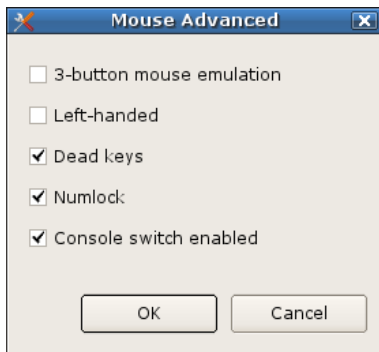 Mouse Advanced
3-button mouse emulation
Left-handed
Dead keys
Numlock
Console switch enabled
OK
Cancel